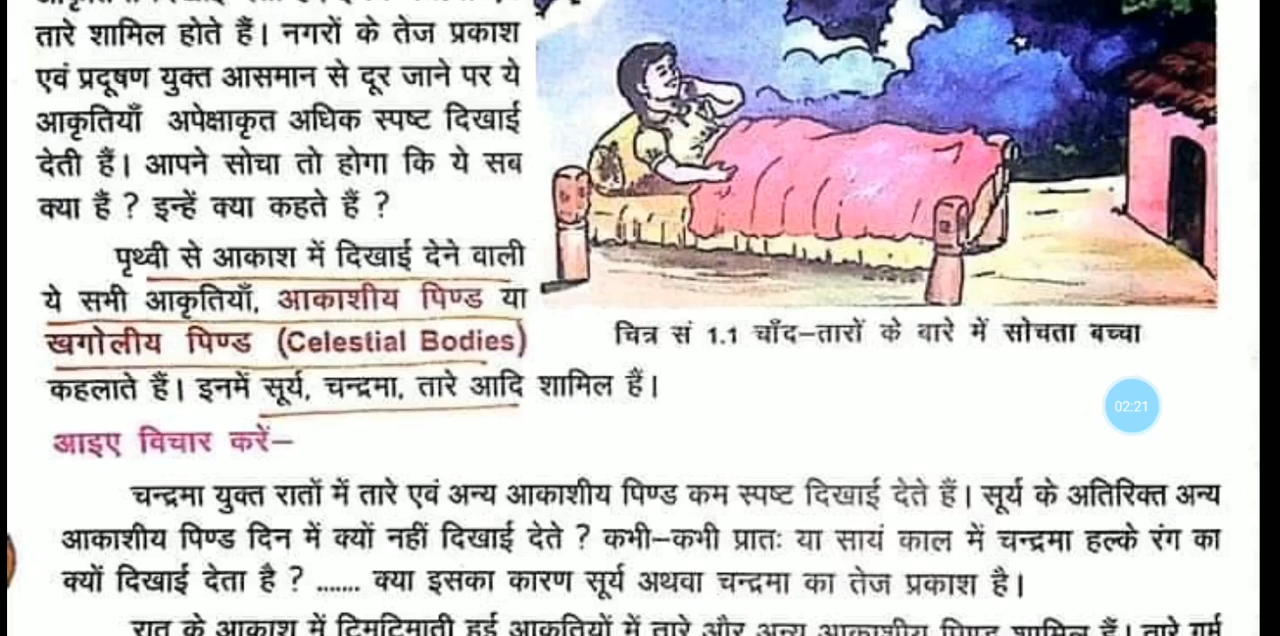 तारे शामिल होते हैं। नगरों के तेज प्रकाश
एवं प्रदूषण युक्त आसमान से दूर जाने पर ये
आकृतियाँ अपेक्षाकृत अधिक स्पष्ट दिखाई
देती हैं। आपने सोचा तो होगा कि ये सब
क्या हैं ? इन्हें क्या कहते हैं ?
पृथ्वी से आकाश में दिखाई देने वाली
ये सभी आकृतियाँ, आकाशीय पिण्ड या
खगोलीय पिण्ड (Celestial Bodies)
कहलाते हैं। इनमें सूर्य, चन्द्रमा, तारे आदि शामिल हैं।
चित्र सं 1.1 चाँद–तारों के बारे में सोचता बच्चा
02:21
आइए विचार करें–
चन्द्रमा युक्त रातों में तारे एवं अन्य आकाशीय पिण्ड कम स्पष्ट दिखाई देते हैं। सूर्य के अतिरिक्त अन्य
आकाशीय पिण्ड दिन में क्यों नहीं दिखाई देते ? कभी–कभी प्रातः या सायं काल में चन्द्रमा हल्के रंग का
क्यों दिखाई देता है ? ....... क्या इसका कारण सूर्य अथवा चन्द्रमा का तेज प्रकाश है।
रात के आकाश में टिमटिमाती हुई आकृतियों में तारे और अन्य आकाशीय पिण्ड शामिल हैं। तारे गर्म